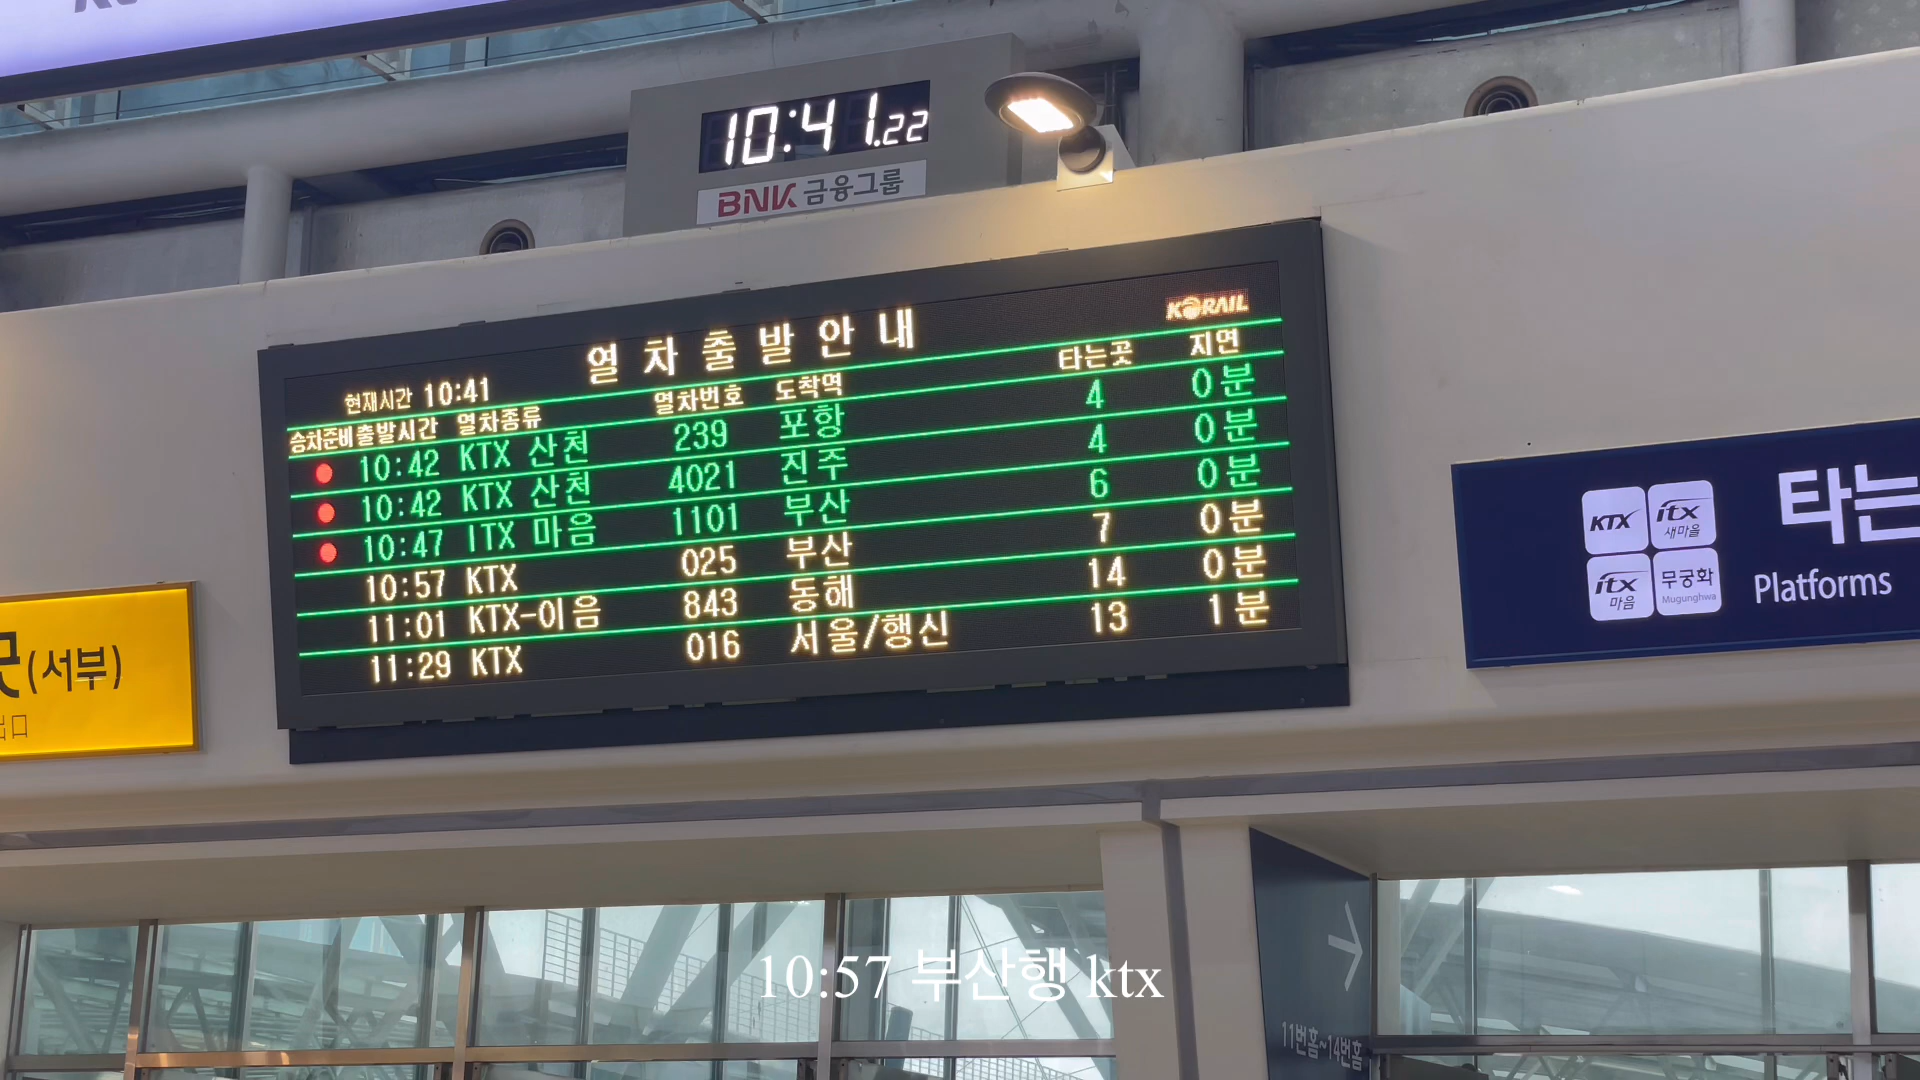 10:41.22
BNK 금융그룹
KORAIL
열차출발안내
현재시간 10:41
승차준비 출발시간 열차종류 열차번호 도착역 타는곳 지연
10:42 KTX 산천 239 포항 4 0분
10:42 KTX 산천 4021 진주 4 0분
10:47 ITX 마음 1101 부산 6 0분
10:57 KTX 025 부산 7 0분
11:01 KTX-이음 843 동해 14 0분
11:29 KTX 016 서울/행신 13 1분
(서부)
出口
KTX
itx 새마을
itx 마음
무궁화 Mugunghwa
타는
Platforms
11번홈~14번홈
10:57 부산행 ktx